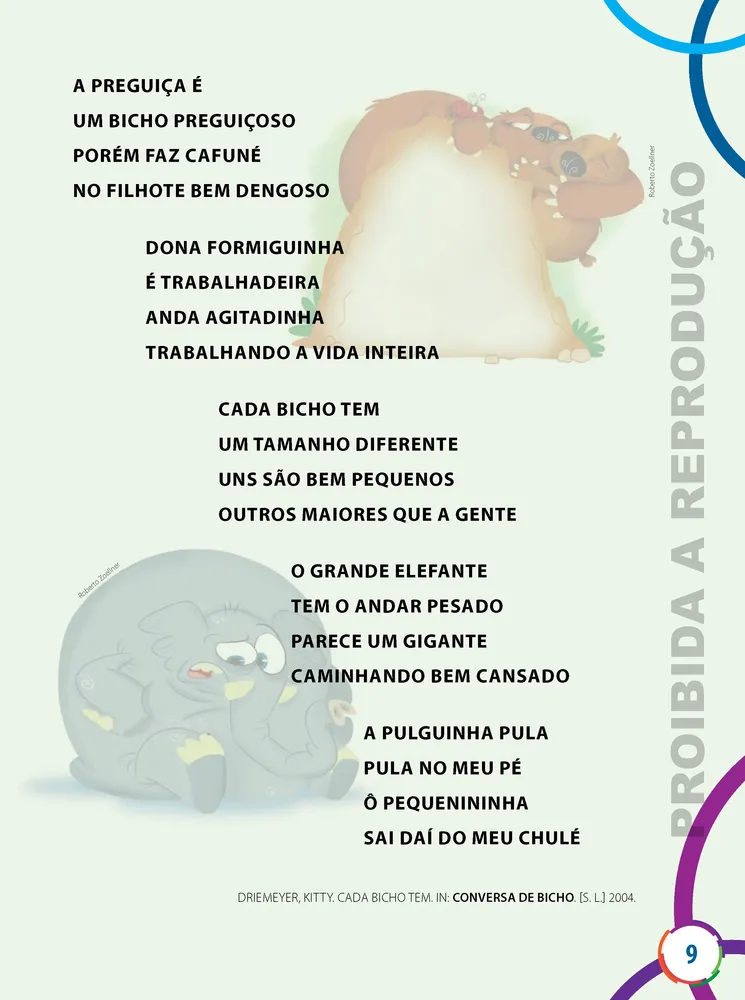 A PREGUIÇA É
UM BICHO PREGUIÇOSO
PORÉM FAZ CAFUNÉ
NO FILHOTE BEM DENGOSO
DONA FORMIGUINHA
É TRABALHADEIRA
ANDA AGITADINHA
TRABALHANDO A VIDA INTEIRA
CADA BICHO TEM
UM TAMANHO DIFERENTE
UNS SÃO BEM PEQUENOS
OUTROS MAIORES QUE A GENTE
O GRANDE ELEFANTE
TEM O ANDAR PESADO
PARECE UM GIGANTE
CAMINHANDO BEM CANSADO
A PULGUINHA PULA
PULA NO MEU PÉ
Ô PEQUENININHA
SAI DAÍ DO MEU CHULÉ
DRIEMEYER, KITTY. CADA BICHO TEM. IN: CONVERSA DE BICHO. [S. L.] 2004.
Roberto Zoellner
Roberto Zoellner
PROIBIDA A REPRODUÇÃO
9